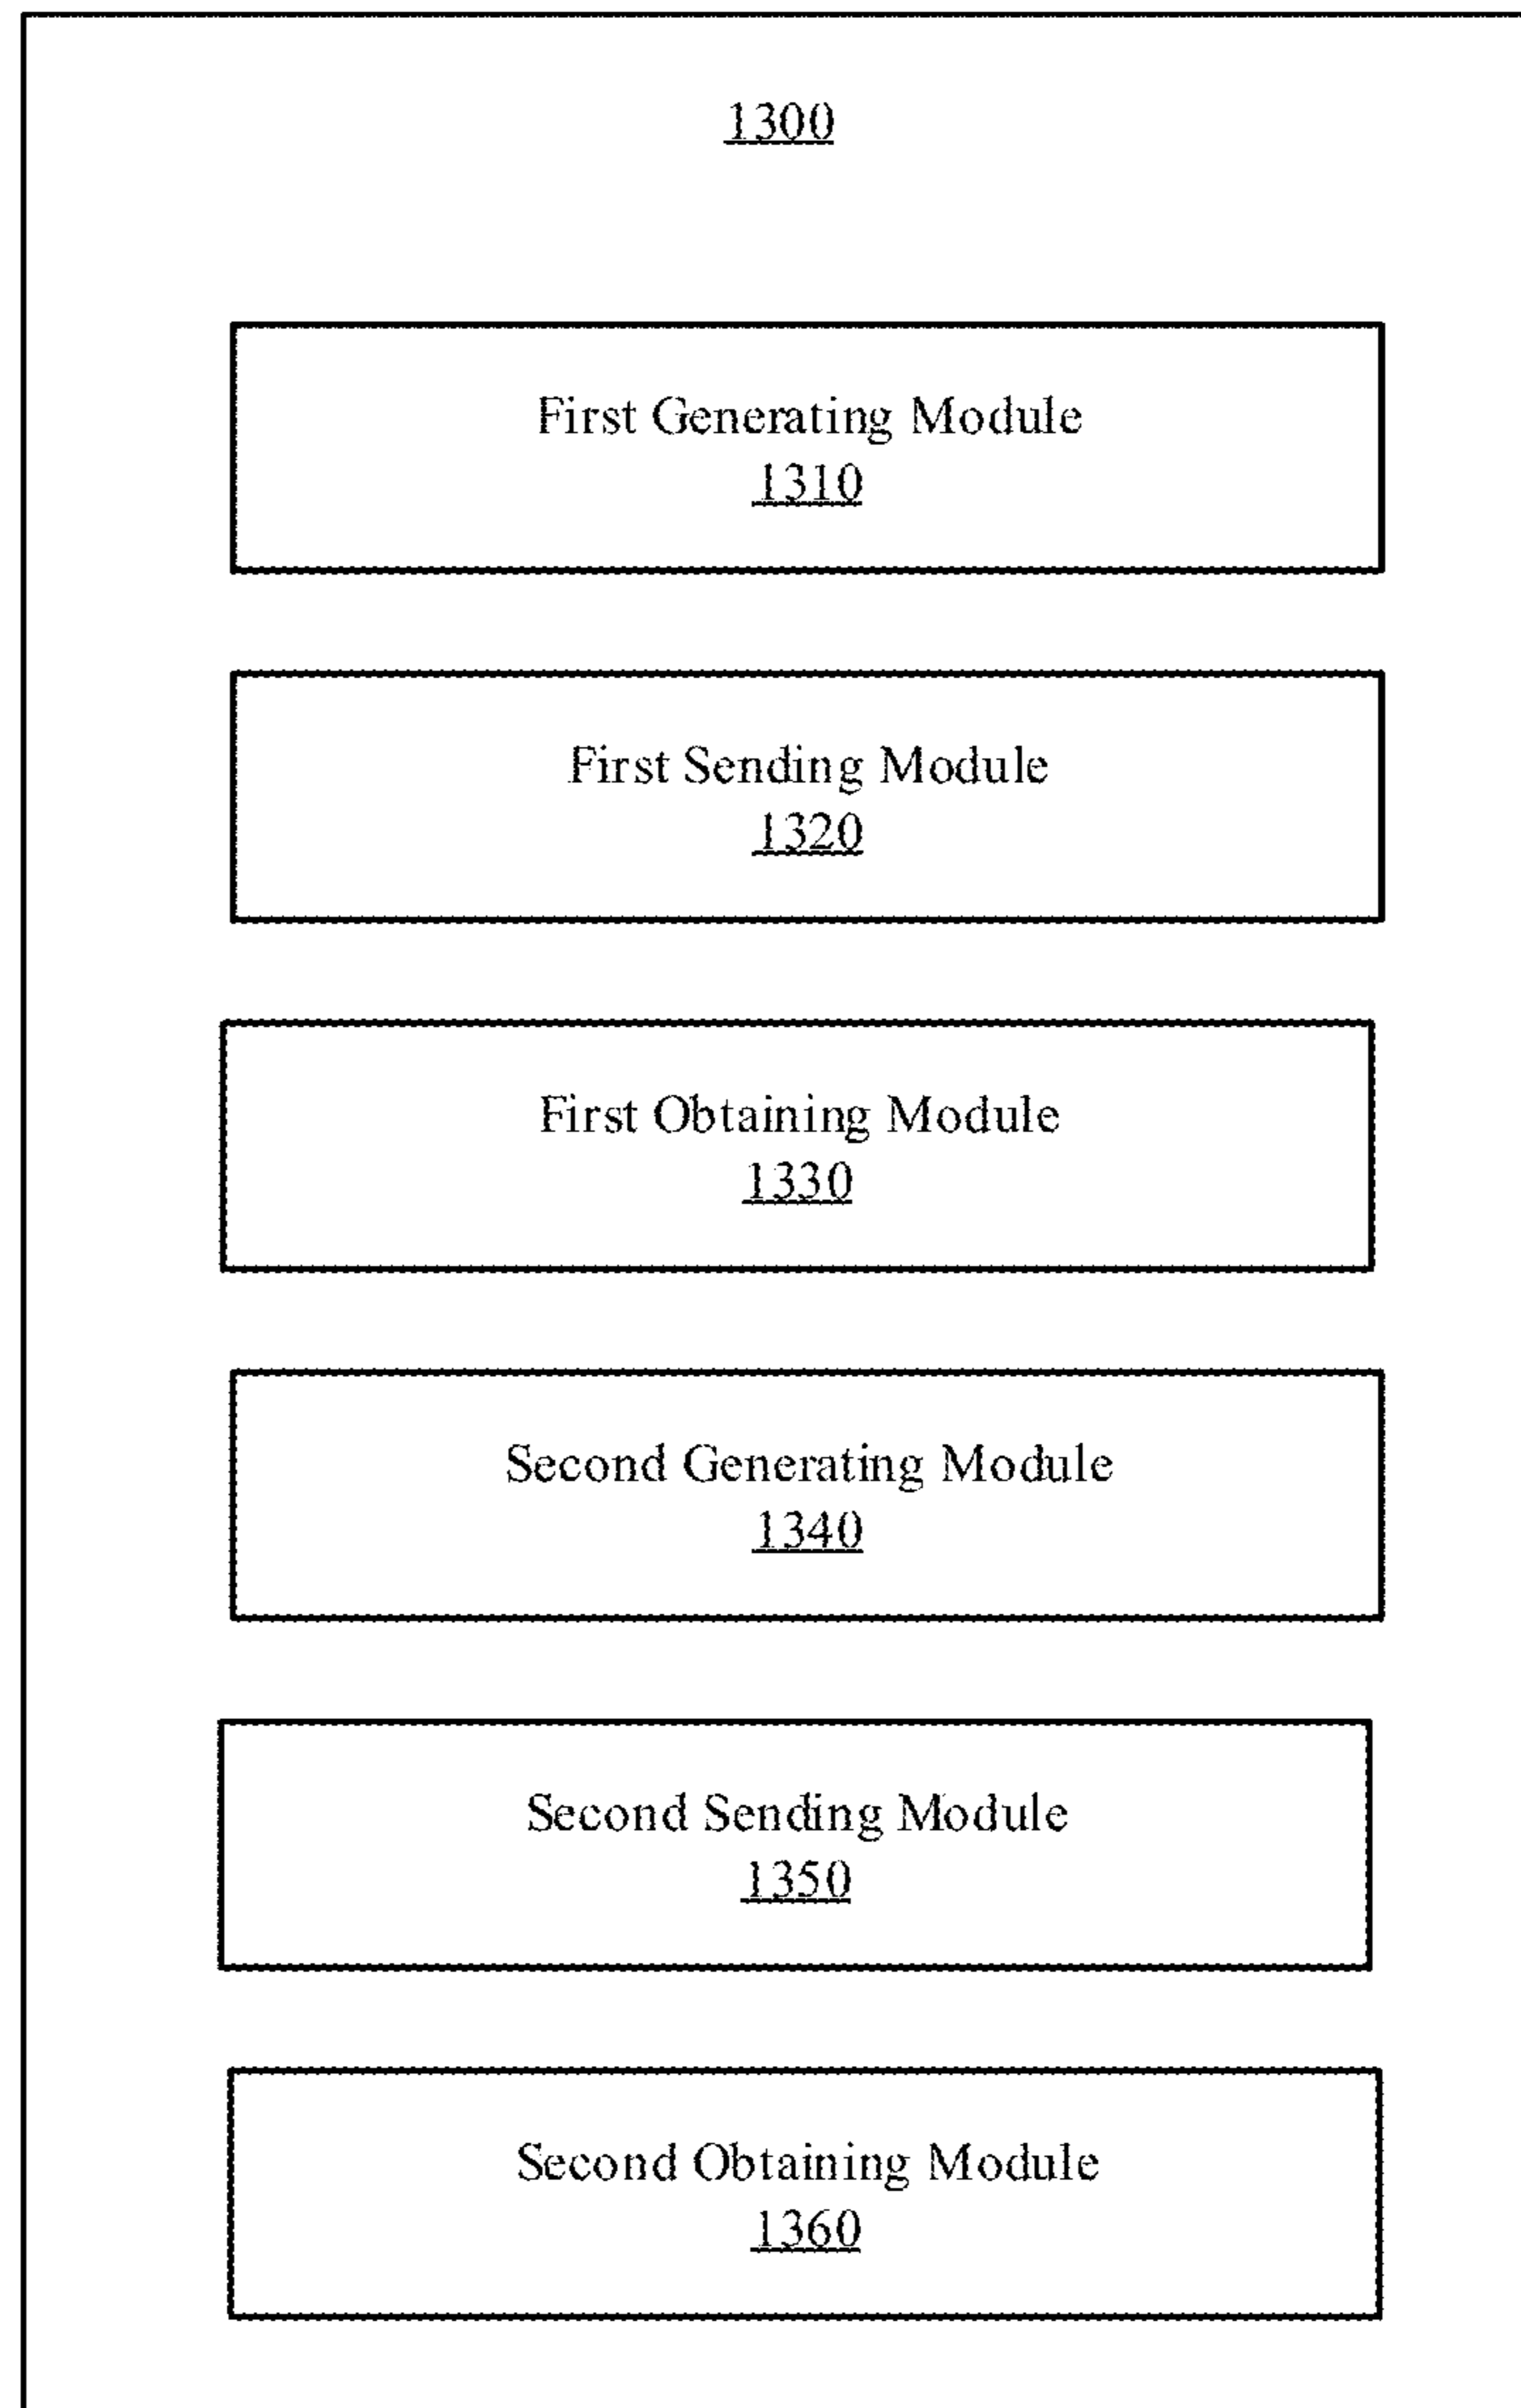 1300
First Generating Module
1310
First Sending Module
1320
First Obtaining Module
1330
Second Generating Module
1340
Second Sending Module
1350
Second Obtaining Module
1360